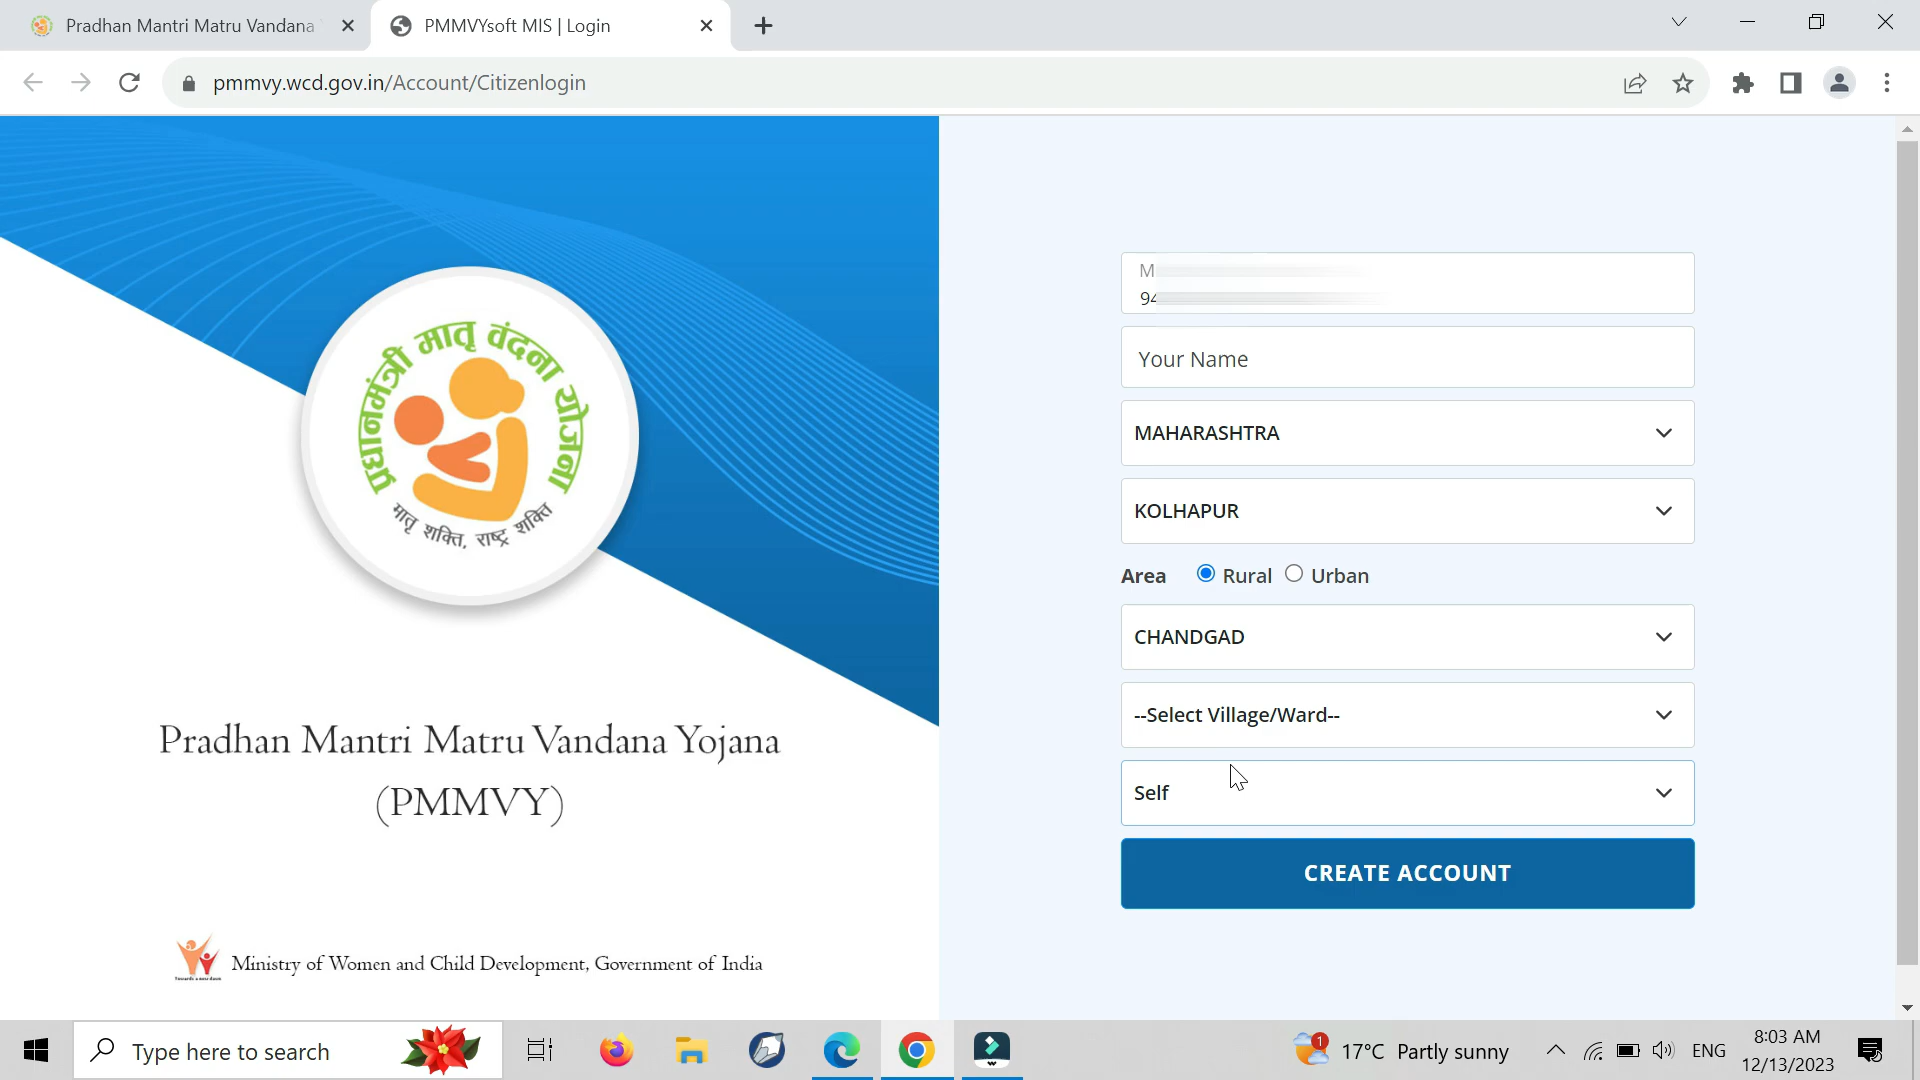 Pradhan Mantri Matru Vandana
PMMVYsoft MIS | Login
pmmvy.wcd.gov.in/Account/Citizenlogin
M
94
Your Name
MAHARASHTRA
KOLHAPUR
Area Rural Urban
CHANDGAD
--Select Village/Ward--
Self
CREATE ACCOUNT
प्रधानमंत्री मातृ वंदना योजना
मातृ शक्ति, राष्ट्र शक्ति
Pradhan Mantri Matru Vandana Yojana
(PMMVY)
Ministry of Women and Child Development, Government of India
Type here to search
1
17°C Partly sunny
ENG
8:03 AM
12/13/2023